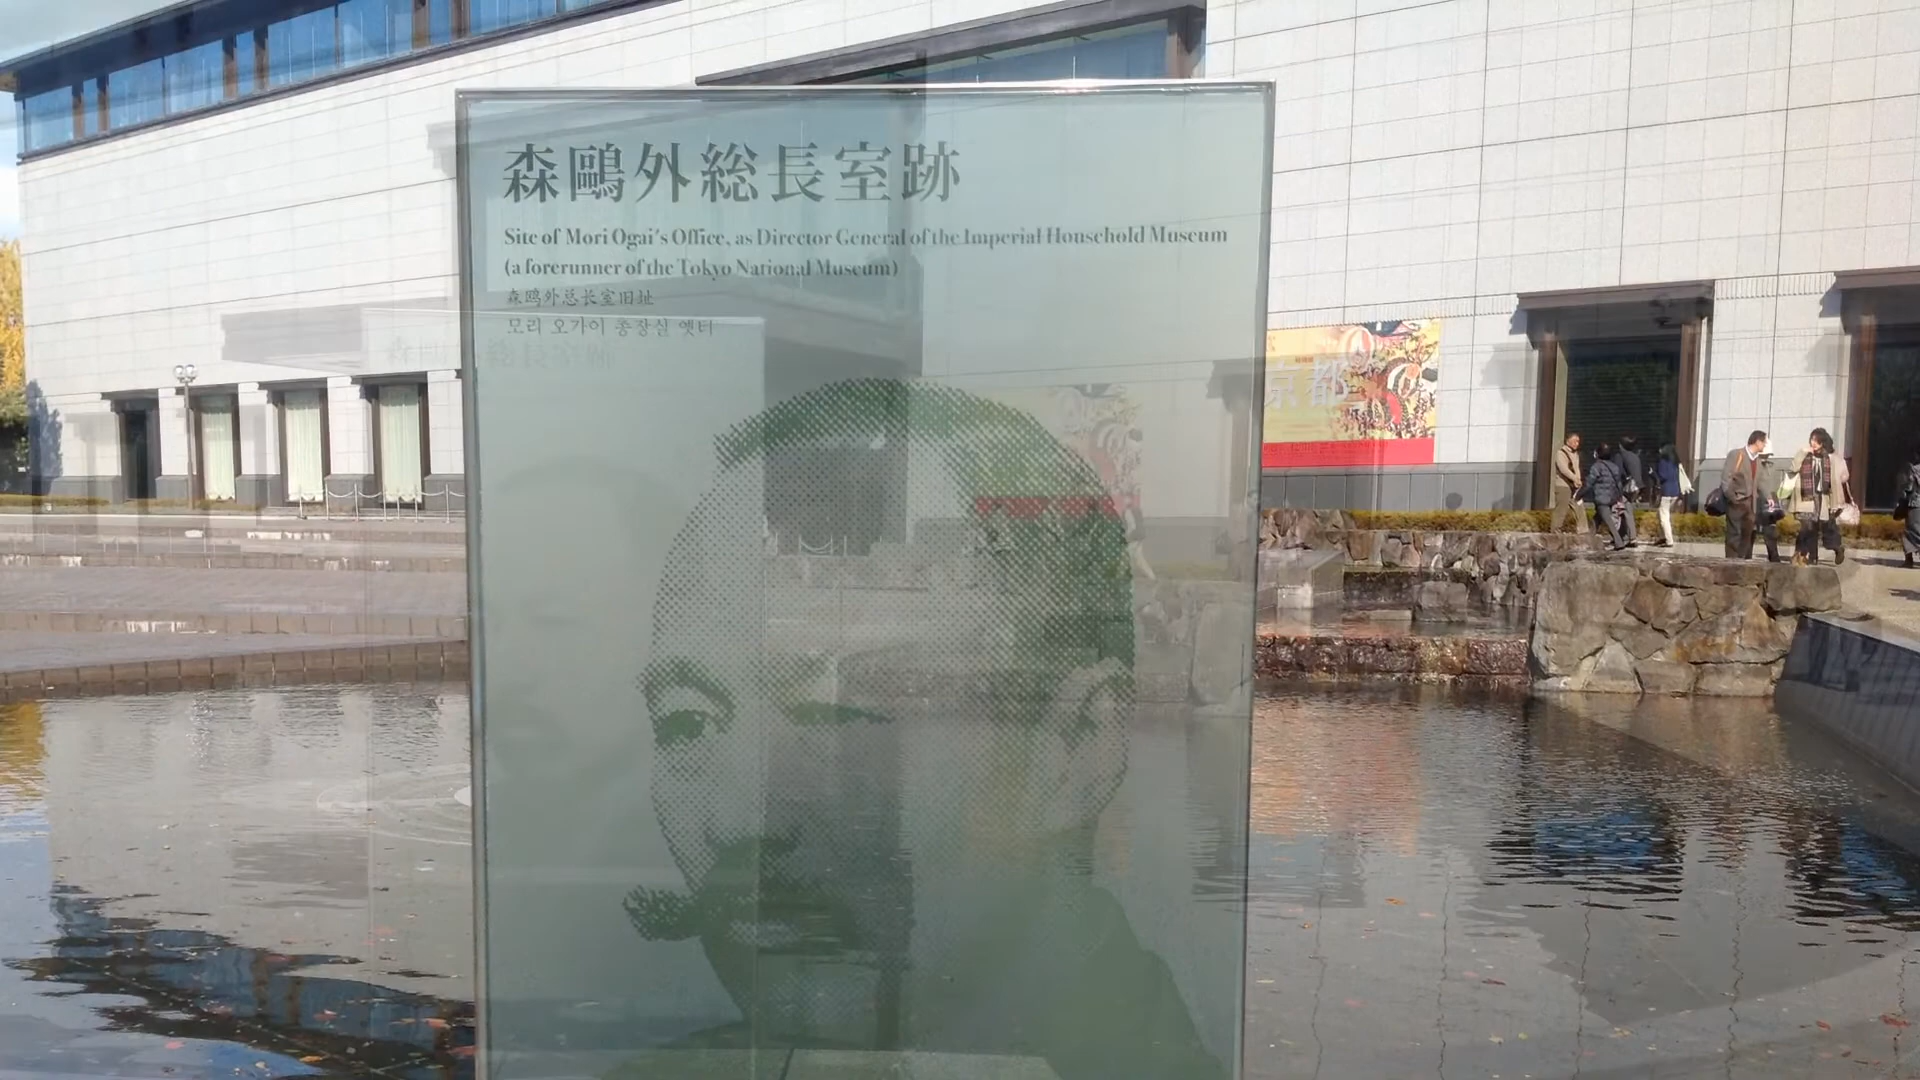 森鷗外総長室跡
Site of Mori Ogai's Office, as Director General of the Imperial Household Museum
(a forerunner of the Tokyo National Museum)
森鸥外总长室旧址
모리 오가이 총장실 옛터
京都